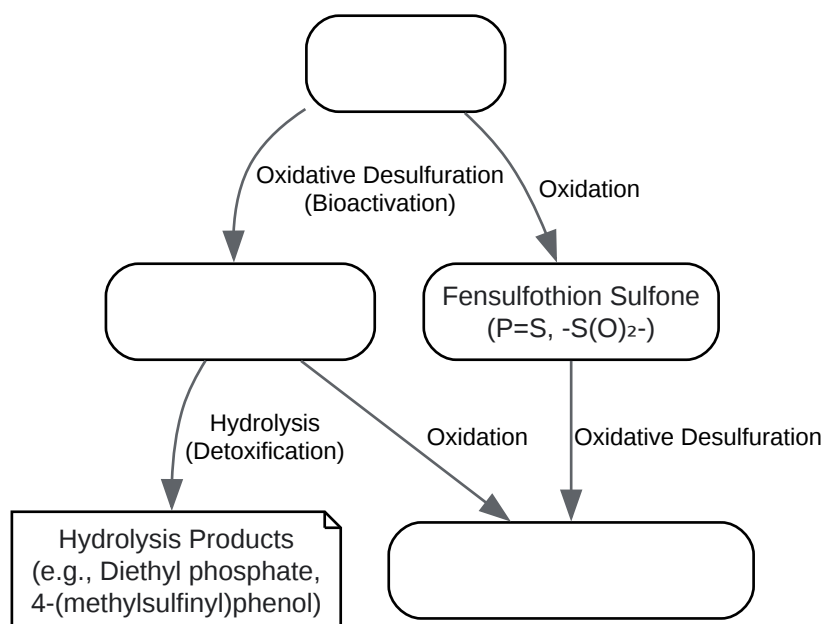 Oxidative Desulfuration
(Bioactivation)
Oxidation
Fensulfothion Sulfone
(P=S, -S(O)₂-)
Hydrolysis
(Detoxification)
Oxidation
Oxidative Desulfuration
Hydrolysis Products
(e.g., Diethyl phosphate,
4-(methylsulfinyl)phenol)